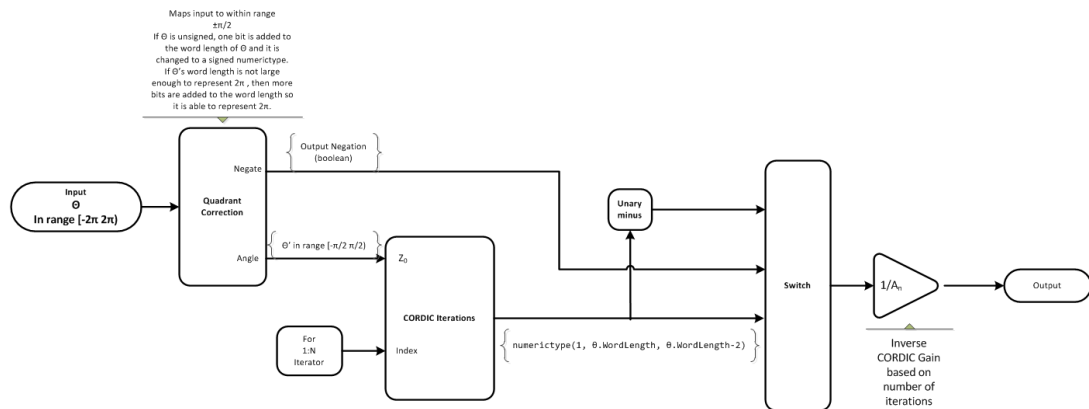 Maps input to within range
±π/2
If Θ is unsigned, one bit is added to
the word length of Θ and it is
changed to a signed numerictype.
If Θ's word length is not large
enough to represent 2π , then more
bits are added to the word length so
it is able to represent 2π.
Input
Θ
In range [-2π 2π)
Quadrant
Correction
Negate
Angle
Output Negation
(boolean)
Θ' in range [-π/2 π/2)
Z₀
CORDIC Iterations
Index
For
1:N
Iterator
Unary
minus
numerictype(1, θ.WordLength, θ.WordLength-2)
Switch
1/Aₙ
Inverse
CORDIC Gain
based on
number of
iterations
Output